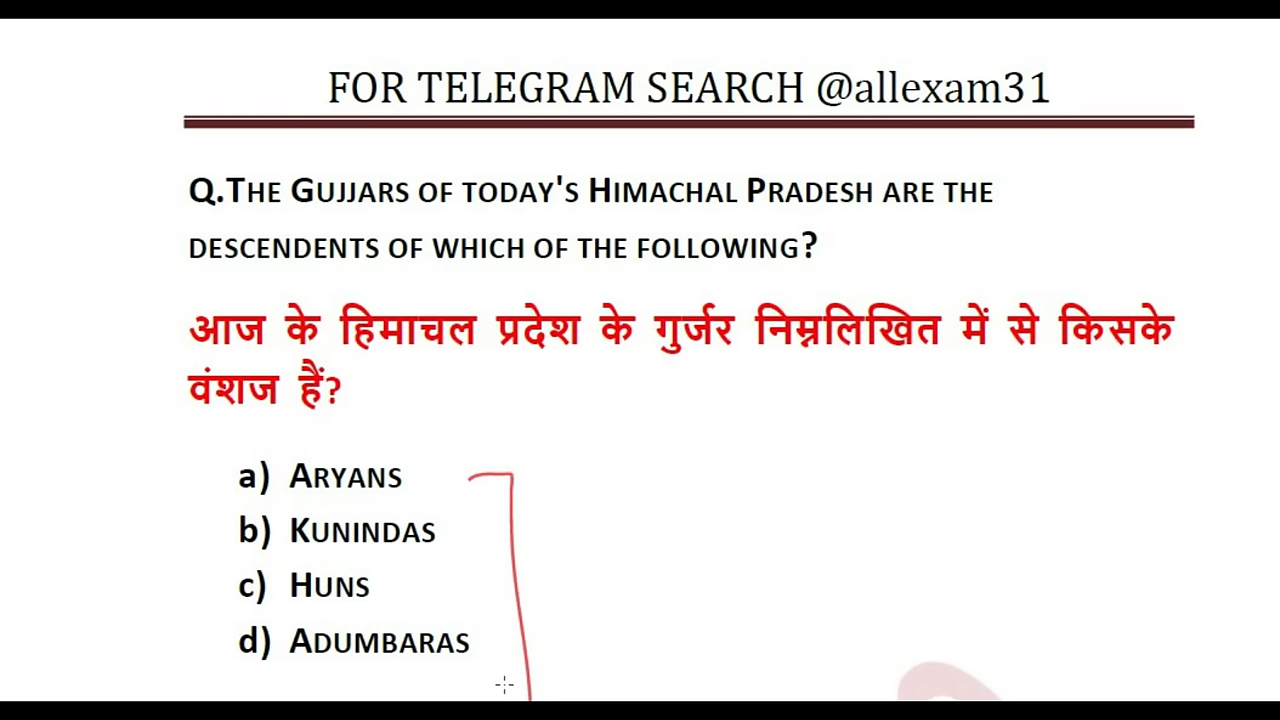 FOR TELEGRAM SEARCH @allexam31
Q.THE GUJJARS OF TODAY'S HIMACHAL PRADESH ARE THE
DESCENDENTS OF WHICH OF THE FOLLOWING?
आज के हिमाचल प्रदेश के गुर्जर निम्नलिखित में से किसके
वंशज हैं?
a) ARYANS
b) KUNINDAS
c) HUNS
d) ADUMBARAS